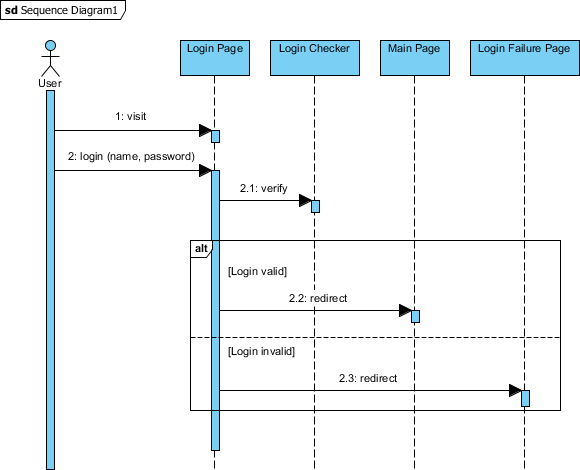 sd Sequence Diagram1
Login Page
Login Checker
Main Page
Login Failure Page
User
1: visit
2: login (name, password)
2.1: verify
alt
[Login valid]
2.2: redirect
[Login invalid]
2.3: redirect